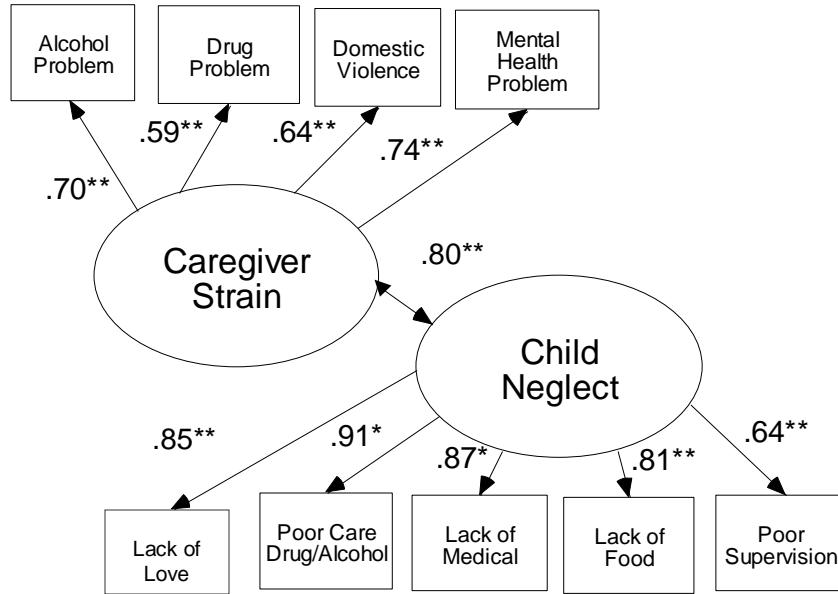 Alcohol
Problem
Drug
Problem
Domestic
Violence
Mental
Health
Problem
.70**
.59**
.64**
.74**
Caregiver
Strain
.80**
Child
Neglect
.85**
.91*
.87*
.81**
.64**
Lack of
Love
Poor Care
Drug/Alcohol
Lack of
Medical
Lack of
Food
Poor
Supervision